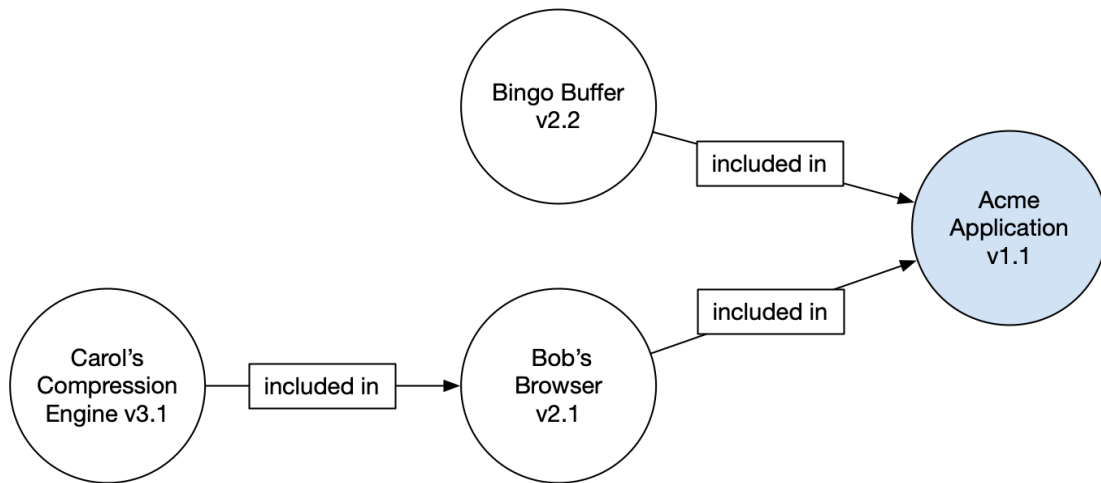 Bingo Buffer
v2.2
included in
Acme
Application
v1.1
included in
Carol’s
Compression
Engine v3.1
included in
Bob’s
Browser
v2.1